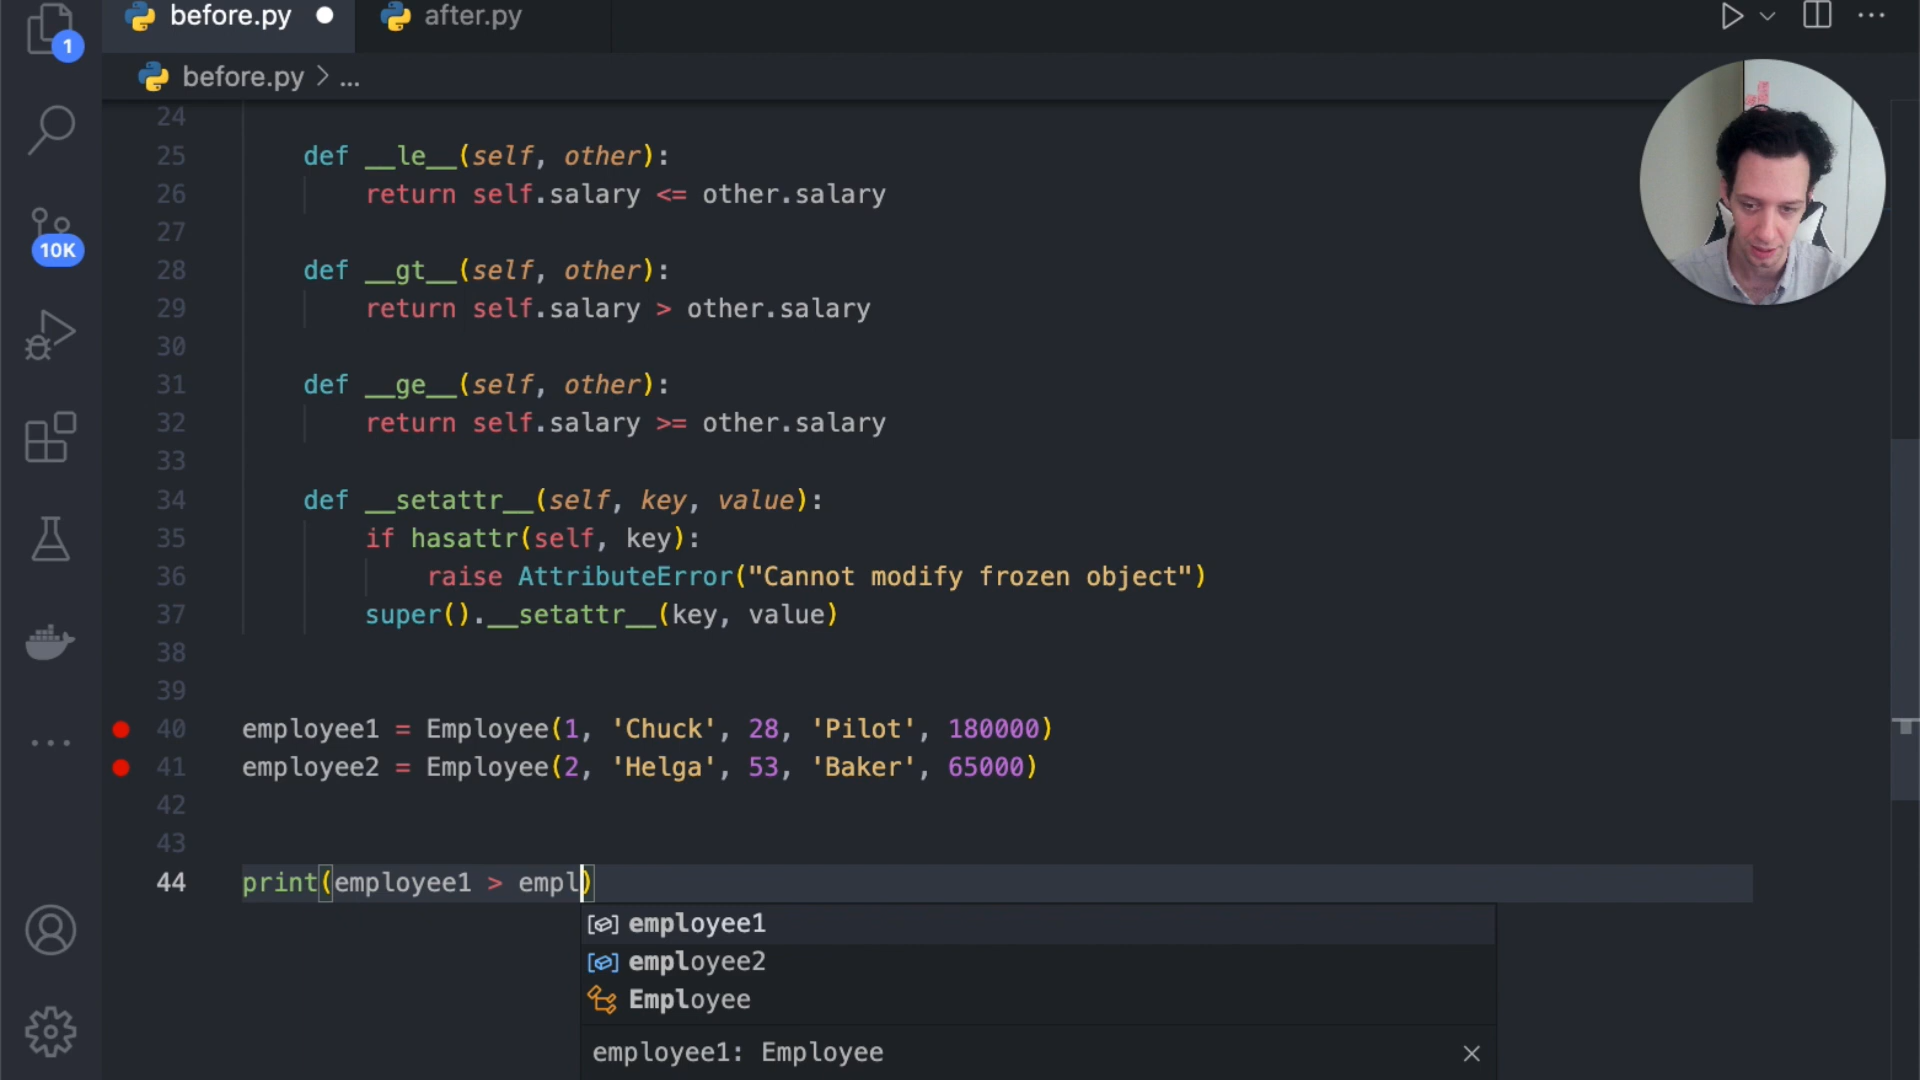 before.py
after.py
1
before.py > ...
24
25 def __le__(self, other):
26 return self.salary <= other.salary
27
10K
28 def __gt__(self, other):
29 return self.salary > other.salary
30
31 def __ge__(self, other):
32 return self.salary >= other.salary
33
34 def __setattr__(self, key, value):
35 if hasattr(self, key):
36 raise AttributeError("Cannot modify frozen object")
37 super().__setattr__(key, value)
38
39
40 employee1 = Employee(1, 'Chuck', 28, 'Pilot', 180000)
41 employee2 = Employee(2, 'Helga', 53, 'Baker', 65000)
42
43
44 print(employee1 > empl)
employee1
employee2
Employee
employee1: Employee